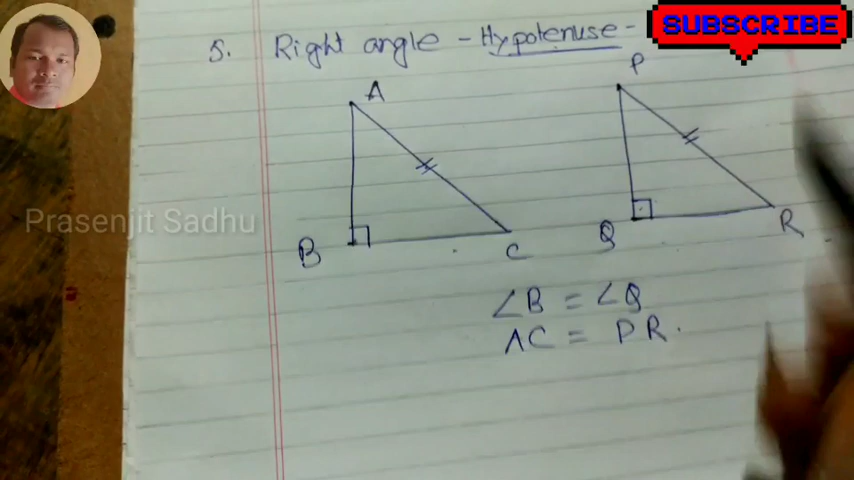 5. Right angle - Hypotenuse -
SUBSCRIBE
A
P
Prasenjit Sadhu
B
C
Q
R
∠B = ∠Q
AC = PR.